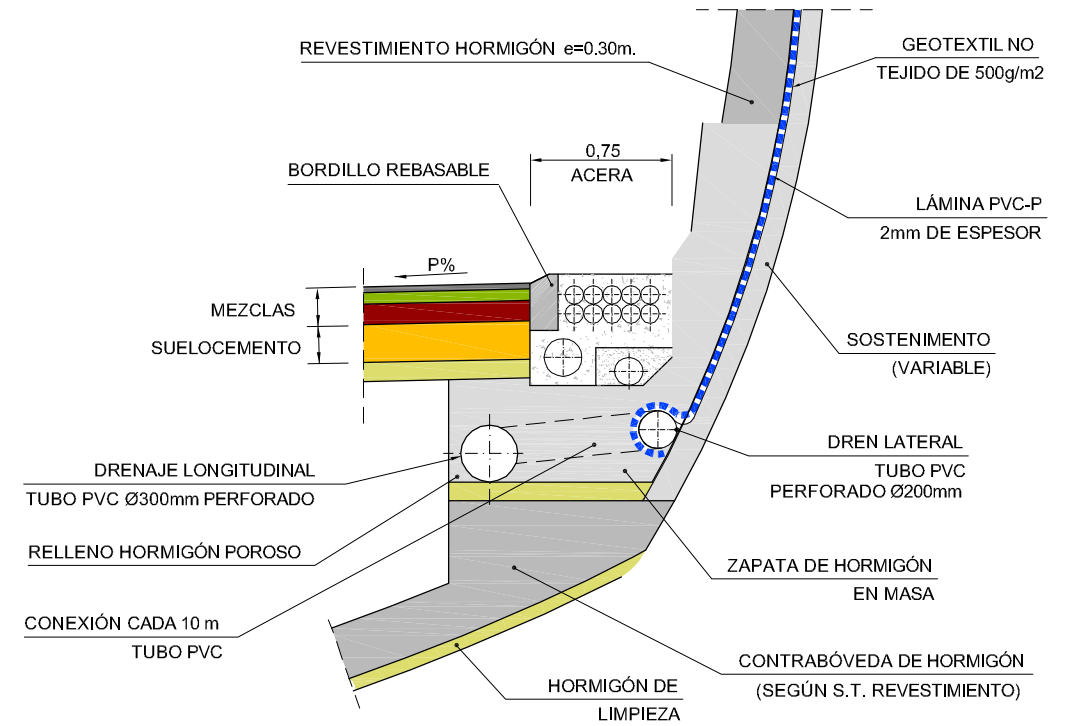 REVESTIMIENTO HORMIGÓN e=0.30m.
GEOTEXTIL NO
TEJIDO DE 500g/m2
BORDILLO REBASABLE
0,75
ACERA
LÁMINA PVC-P
2mm DE ESPESOR
P%
MEZCLAS
SUELOCEMENTO
SOSTENIMENTO
(VARIABLE)
DRENAJE LONGITUDINAL
TUBO PVC Ø300mm PERFORADO
DREN LATERAL
TUBO PVC
PERFORADO Ø200mm
RELLENO HORMIGÓN POROSO
ZAPATA DE HORMIGÓN
EN MASA
CONEXIÓN CADA 10 m
TUBO PVC
CONTRABÓVEDA DE HORMIGÓN
(SEGÚN S.T. REVESTIMIENTO)
HORMIGÓN DE
LIMPIEZA